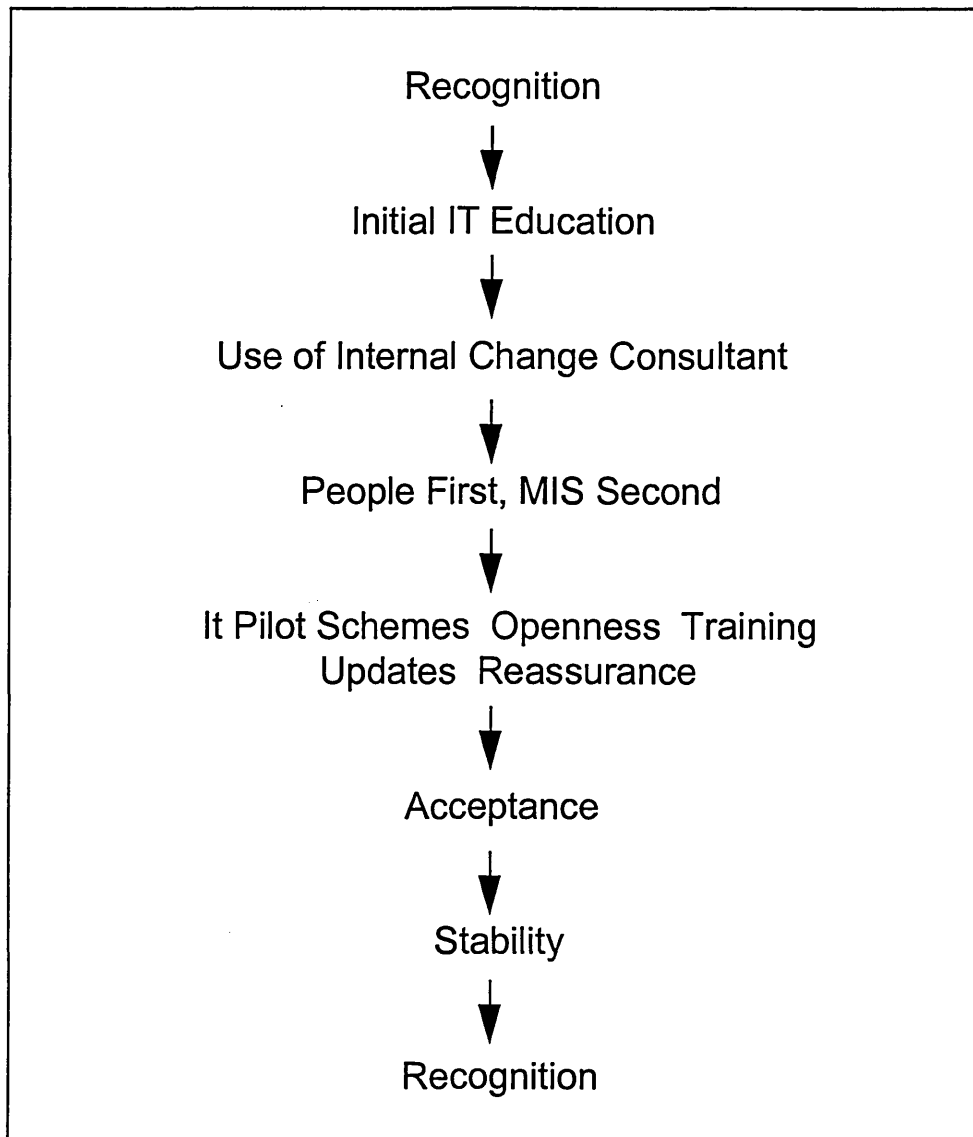 Recognition
Initial IT Education
Use of Internal Change Consultant
People First, MIS Second
It Pilot Schemes Openness Training
Updates Reassurance
Acceptance
Stability
Recognition